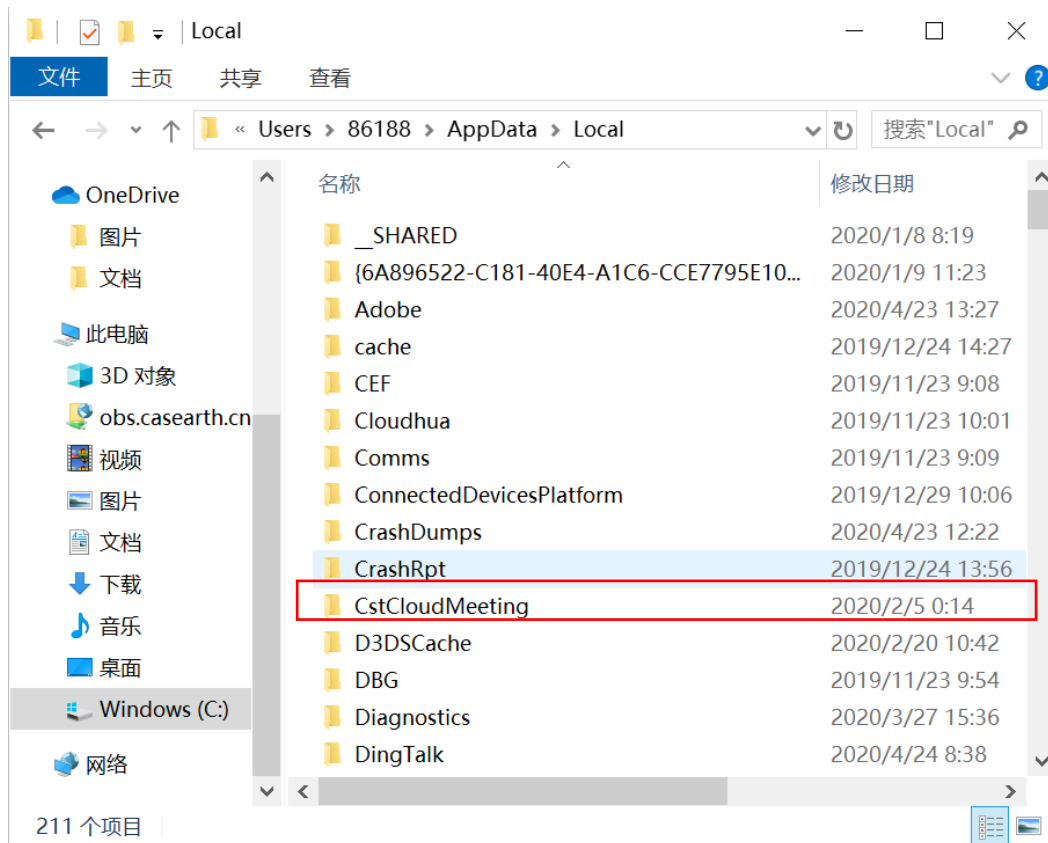 Local
文件 主页 共享 查看
« Users › 86188 › AppData › Local 搜索"Local"
OneDrive
图片
文档
此电脑
3D 对象
obs.casearth.cn
视频
图片
文档
下载
音乐
桌面
Windows (C:)
网络
名称 修改日期
__SHARED 2020/1/8 8:19
{6A896522-C181-40E4-A1C6-CCE7795E10... 2020/1/9 11:23
Adobe 2020/4/23 13:27
cache 2019/12/24 14:27
CEF 2019/11/23 9:08
Cloudhua 2019/11/23 10:01
Comms 2019/11/23 9:09
ConnectedDevicesPlatform 2019/12/29 10:06
CrashDumps 2020/4/23 12:22
CrashRpt 2019/12/24 13:56
CstCloudMeeting 2020/2/5 0:14
D3DSCache 2020/2/20 10:42
DBG 2019/11/23 9:54
Diagnostics 2020/3/27 15:36
DingTalk 2020/4/24 8:38
211 个项目